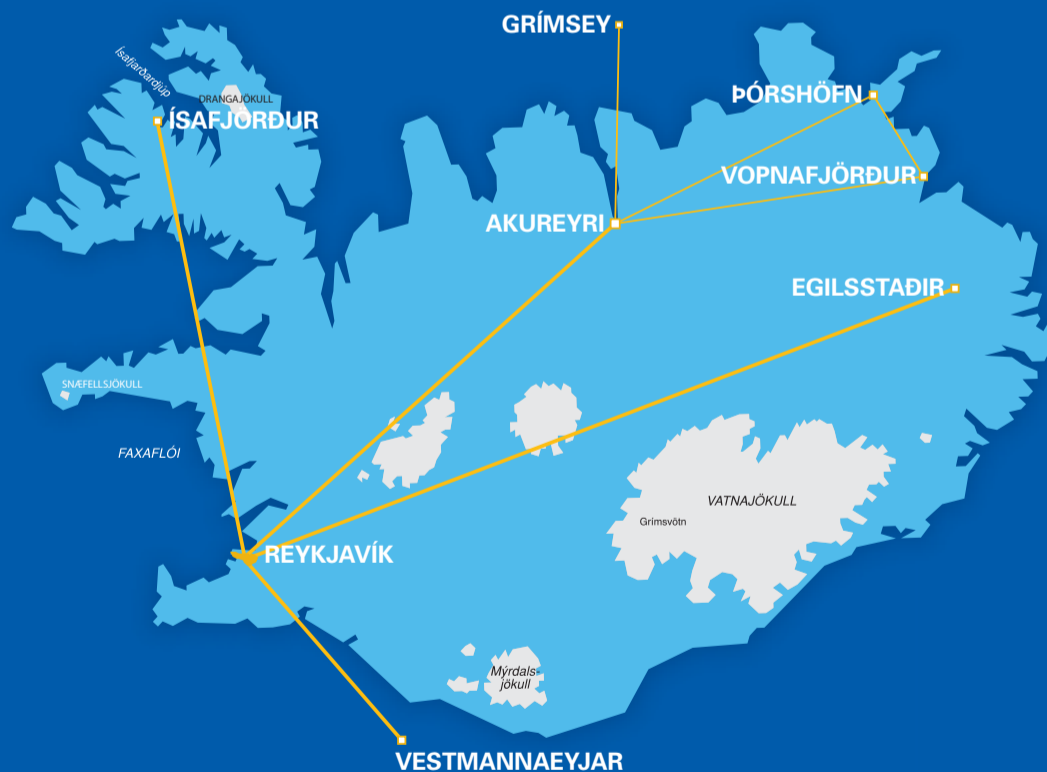 GRÍMSEY
Ísafjarðardjúp
DRANGAJÖKULL
ÞÓRSHÖFN
ÍSAFJÖRÐUR
VOPNAFJÖRÐUR
AKUREYRI
EGILSSTAÐIR
SNÆFELLSJÖKULL
FAXAFLÓI
VATNAJÖKULL
Grímsvötn
REYKJAVÍK
Mýrdals-
jökull
VESTMANNAEYJAR